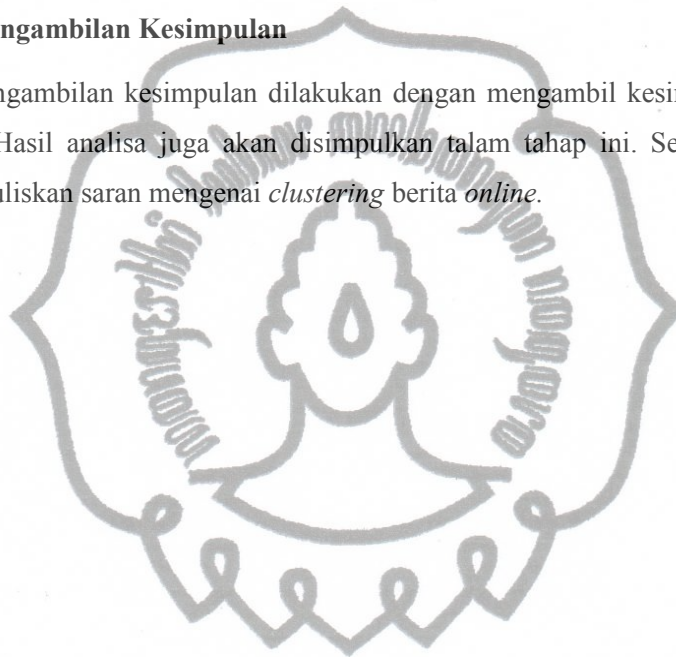 ngambilan Kesimpulan
ngambilan kesimpulan dilakukan dengan mengambil kesi
Hasil analisa juga akan disimpulkan talam tahap ini. Se
uliskan saran mengenai clustering berita online.